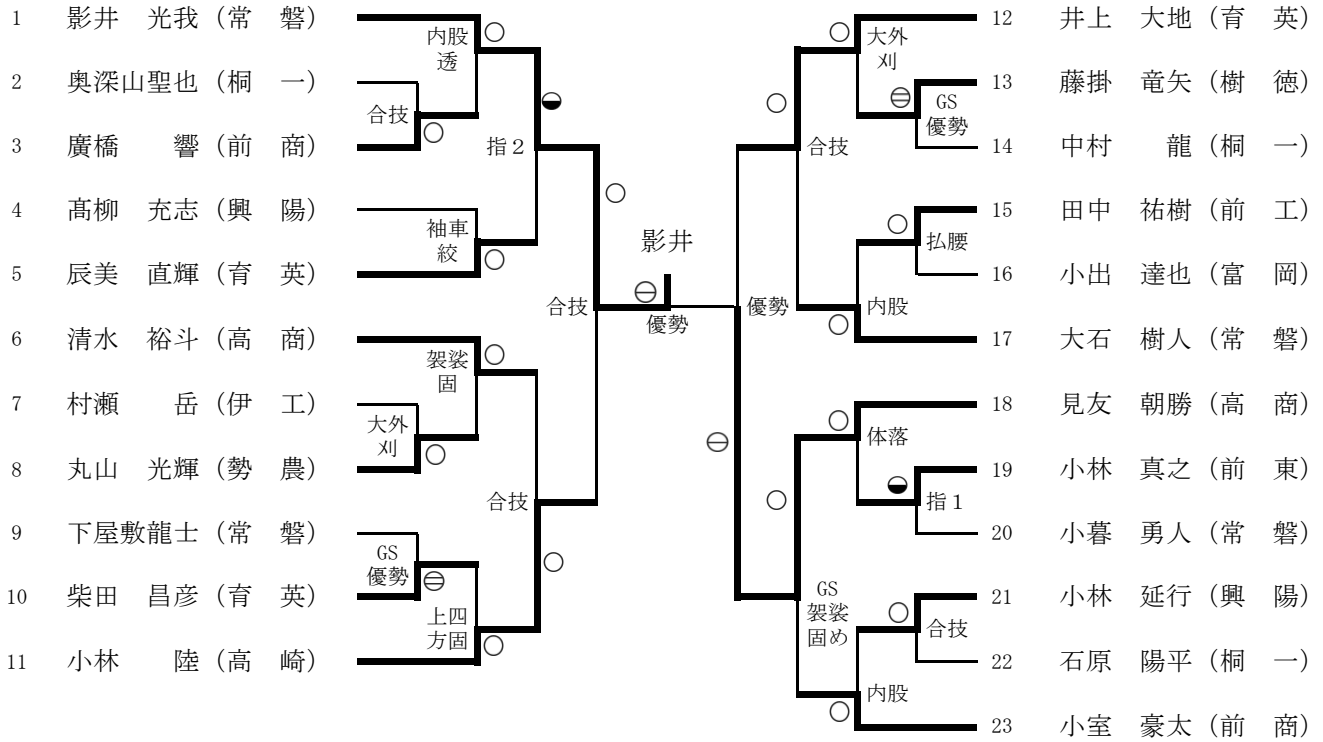 1 影井 光我（常 磐）
2 奥深山聖也（桐 一）
3 廣橋 響（前 商）
4 髙柳 充志（興 陽）
5 辰美 直輝（育 英）
6 清水 裕斗（高 商）
7 村瀬 岳（伊 工）
8 丸山 光輝（勢 農）
9 下屋敷龍士（常 磐）
10 柴田 昌彦（育 英）
11 小林 陸（高 崎）
内股
透
合技
指２
袖車
絞
合技
袈裟
固
大外
刈
合技
GS
優勢
上四
方固
影井
優勢
優勢
大外
刈
GS
優勢
合技
払腰
内股
体落
指１
GS
袈裟
固め
合技
内股
12 井上 大地（育 英）
13 藤掛 竜矢（樹 徳）
14 中村 龍（桐 一）
15 田中 祐樹（前 工）
16 小出 達也（富 岡）
17 大石 樹人（常 磐）
18 見友 朝勝（高 商）
19 小林 真之（前 東）
20 小暮 勇人（常 磐）
21 小林 延行（興 陽）
22 石原 陽平（桐 一）
23 小室 豪太（前 商）